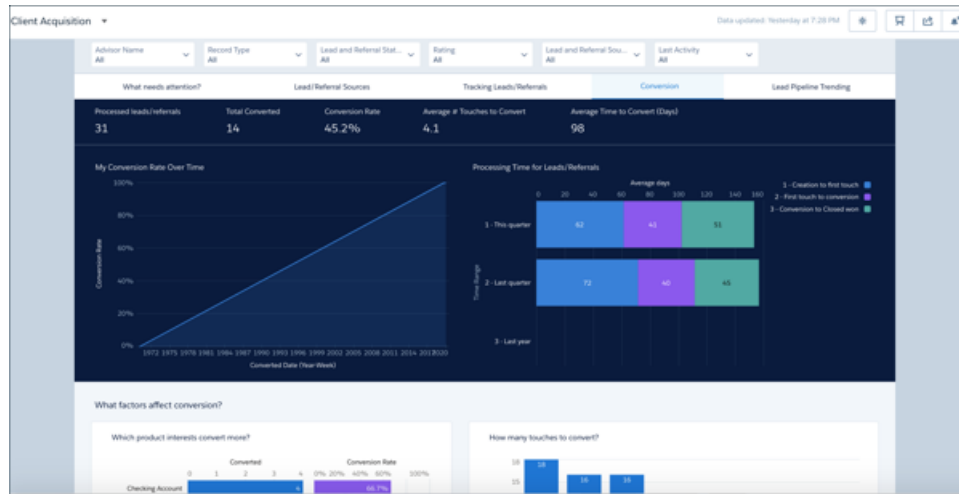 Client Acquisition
Data updated: Yesterday at 7:28 PM
Advisor Name
All
Record Type
All
Lead and Referral Stat...
All
Rating
All
Lead and Referral Sou...
All
Last Activity
All
What needs attention?
Lead/Referral Sources
Tracking Leads/Referrals
Conversion
Lead Pipeline Trending
Processed leads/referrals
31
Total Converted
14
Conversion Rate
45.2%
Average # Touches to Convert
4.1
Average Time to Convert (Days)
98
My Conversion Rate Over Time
100%
80%
60%
40%
20%
0%
Conversion Rate
1972 1975 1978 1981 1984 1987 1990 1993 1996 1999 2002 2005 2008 2011 2014 2017 2020
Converted Date (Year-Week)
Processing Time for Leads/Referrals
Average days
0 20 40 60 80 100 120 140 160
1 - Creation to first touch
2 - First touch to conversion
3 - Conversion to Closed won
Time Range
1 - This quarter
62 41 51
2 - Last quarter
72 40 45
3 - Last year
What factors affect conversion?
Which product interests convert more?
Converted
Conversion Rate
0 1 2 3 4
0% 20% 40% 60% 100%
Checking Account
4
66.7%
How many touches to convert?
18
15
18
16
16